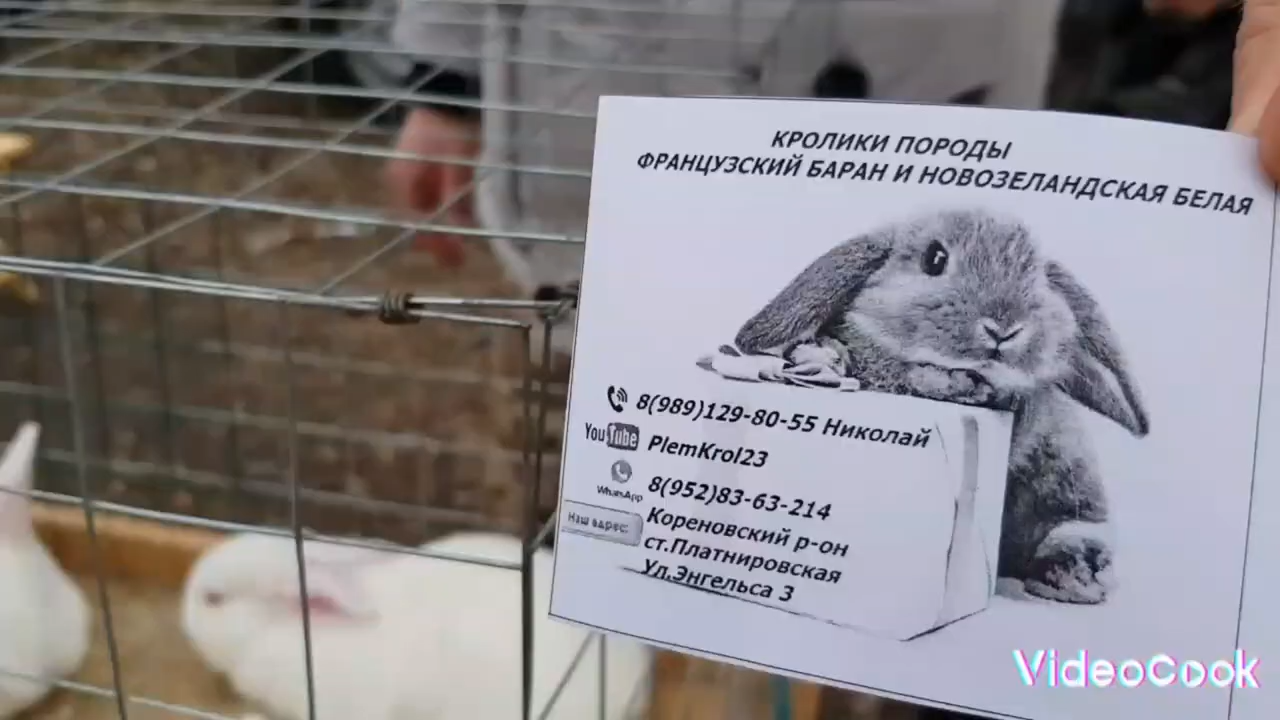 КРОЛИКИ ПОРОДЫ
ФРАНЦУЗСКИЙ БАРАН И НОВОЗЕЛАНДСКАЯ БЕЛАЯ
8(989)129-80-55 Николай
YouTube PlemKrol23
WhatsApp 8(952)83-63-214
Наш адрес: Кореновский р-он
ст.Платнировская
Ул.Энгельса 3
VideoCook